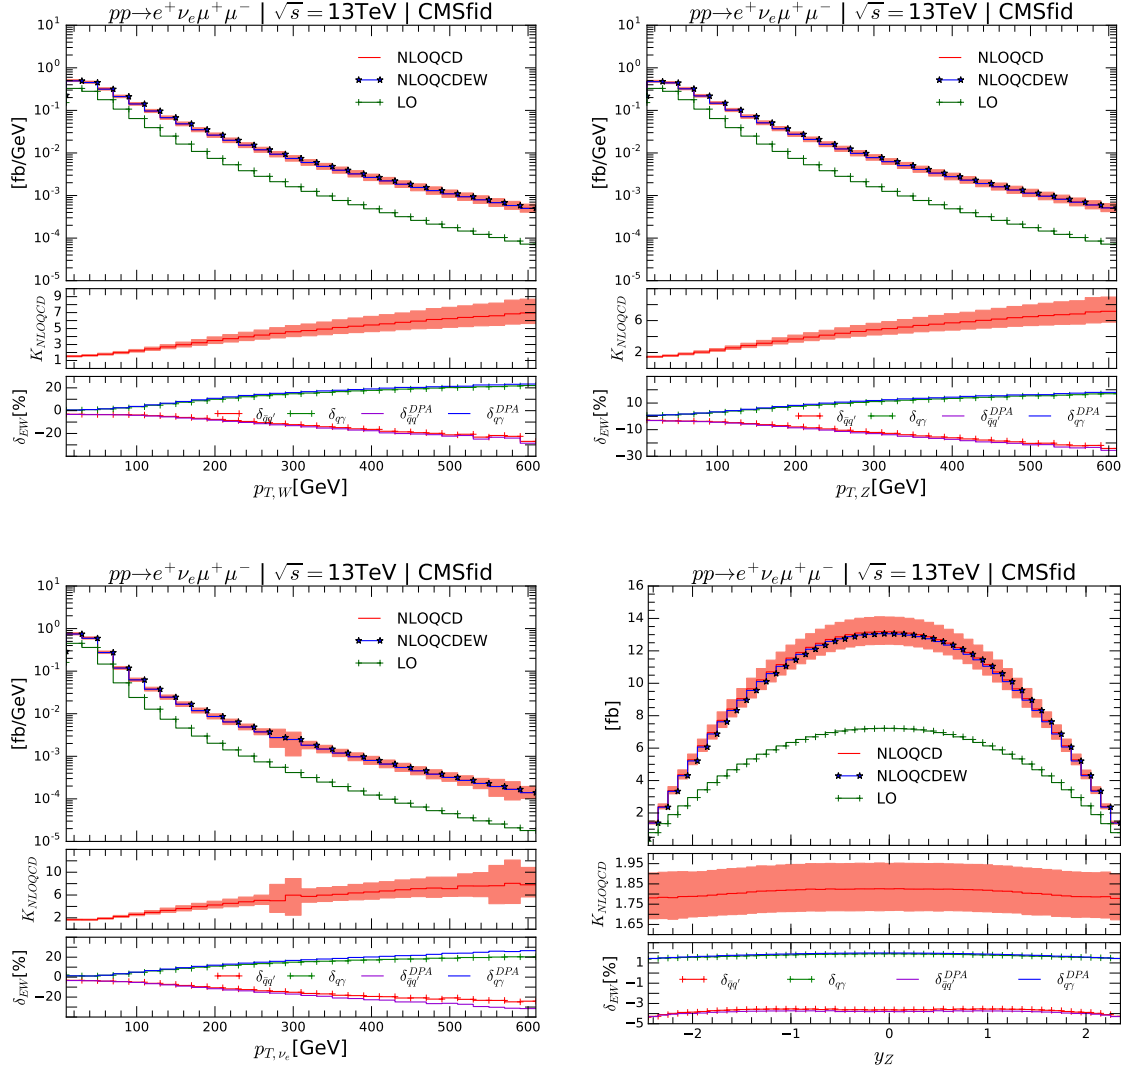 pp→e⁺ν_eμ⁺μ⁻ | √s = 13TeV | CMSfid
[fb/GeV]
10¹
10⁰
10⁻¹
10⁻²
10⁻³
10⁻⁴
10⁻⁵
NLOQCD
NLOQCDEW
LO
K_NLOQCD
9
7
5
3
1
δ_EW[%]
20
0
−20
δ_q̄q′ δ_qγ δ_q̄q′^DPA δ_qγ^DPA
100 200 300 400 500 600
p_T,W[GeV]
pp→e⁺ν_eμ⁺μ⁻ | √s = 13TeV | CMSfid
[fb/GeV]
10¹
10⁰
10⁻¹
10⁻²
10⁻³
10⁻⁴
10⁻⁵
NLOQCD
NLOQCDEW
LO
K_NLOQCD
6
2
δ_EW[%]
10
−10
−30
δ_q̄q′ δ_qγ δ_q̄q′^DPA δ_qγ^DPA
100 200 300 400 500 600
p_T,Z[GeV]
pp→e⁺ν_eμ⁺μ⁻ | √s = 13TeV | CMSfid
[fb/GeV]
10¹
10⁰
10⁻¹
10⁻²
10⁻³
10⁻⁴
10⁻⁵
NLOQCD
NLOQCDEW
LO
K_NLOQCD
10
6
2
δ_EW[%]
20
0
−20
δ_q̄q′ δ_qγ δ_q̄q′^DPA δ_qγ^DPA
100 200 300 400 500 600
p_T,ν_e[GeV]
pp→e⁺ν_eμ⁺μ⁻ | √s = 13TeV | CMSfid
[fb]
16
14
12
10
8
6
4
2
NLOQCD
NLOQCDEW
LO
K_NLOQCD
1.95
1.85
1.75
1.65
δ_EW[%]
1
−1
−3
−5
δ_q̄q′ δ_qγ δ_q̄q′^DPA δ_qγ^DPA
−2 −1 0 1 2
y_Z